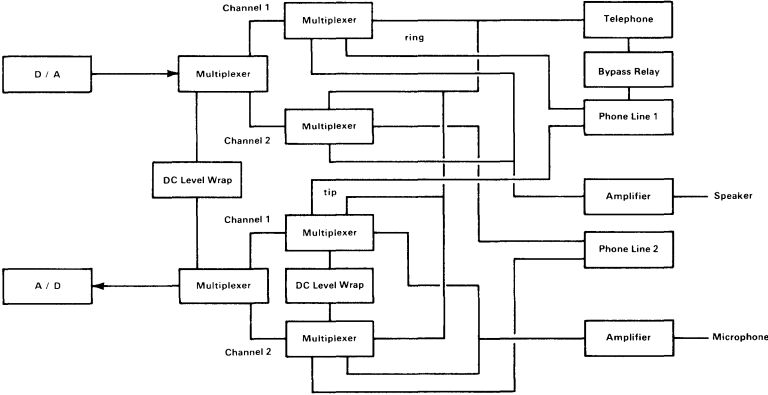 Channel 1
Multiplexer
Telephone
ring
D / A
Multiplexer
Bypass Relay
Multiplexer
Phone Line 1
Channel 2
DC Level Wrap
tip
Amplifier
Speaker
Channel 1
Multiplexer
Phone Line 2
A / D
Multiplexer
DC Level Wrap
Multiplexer
Amplifier
Microphone
Channel 2